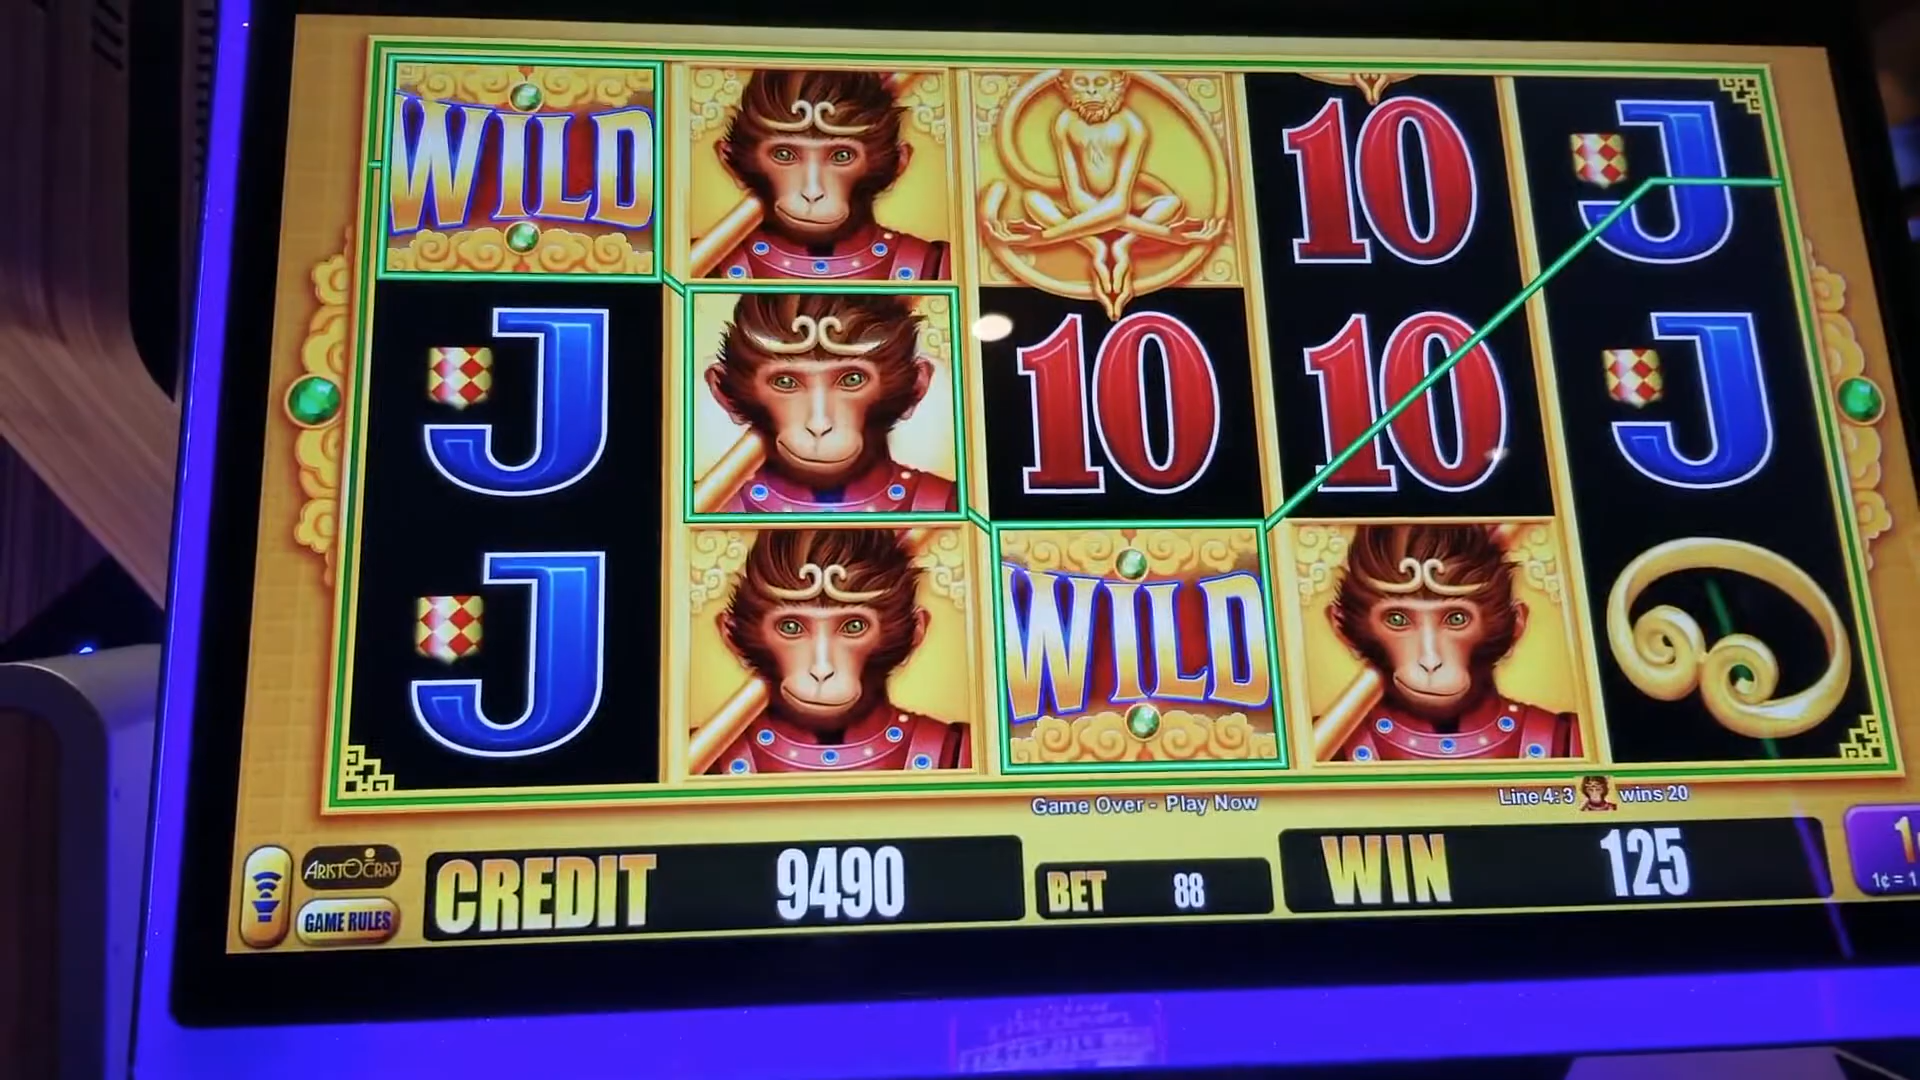 WILD
10
J
J
10
10
J
J
WILD
Game Over - Play Now
Line 4: 3 wins 20
ARISTOCRAT
GAME RULES
CREDIT 9490
BET 88
WIN 125
1¢ = 1